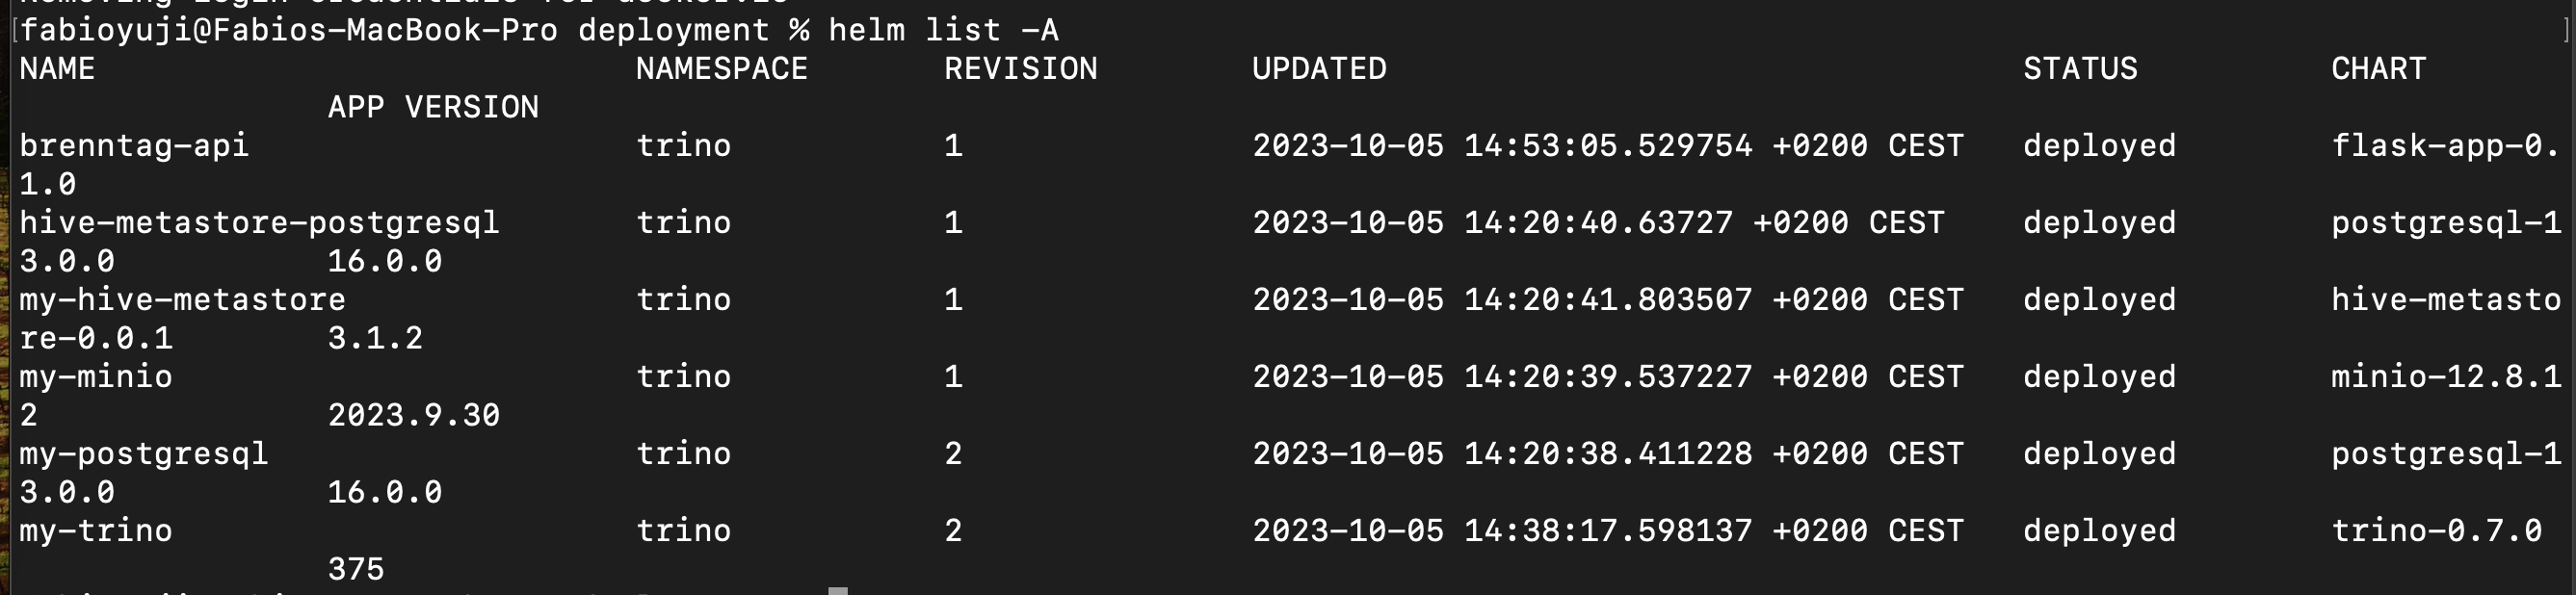 [fabioyuji@Fabios-MacBook-Pro deployment % helm list -A ]
NAME NAMESPACE REVISION UPDATED STATUS CHART
APP VERSION
brenntag-api trino 1 2023-10-05 14:53:05.529754 +0200 CEST deployed flask-app-0.
1.0
hive-metastore-postgresql trino 1 2023-10-05 14:20:40.63727 +0200 CEST deployed postgresql-1
3.0.0 16.0.0
my-hive-metastore trino 1 2023-10-05 14:20:41.803507 +0200 CEST deployed hive-metasto
re-0.0.1 3.1.2
my-minio trino 1 2023-10-05 14:20:39.537227 +0200 CEST deployed minio-12.8.1
2 2023.9.30
my-postgresql trino 2 2023-10-05 14:20:38.411228 +0200 CEST deployed postgresql-1
3.0.0 16.0.0
my-trino trino 2 2023-10-05 14:38:17.598137 +0200 CEST deployed trino-0.7.0
375